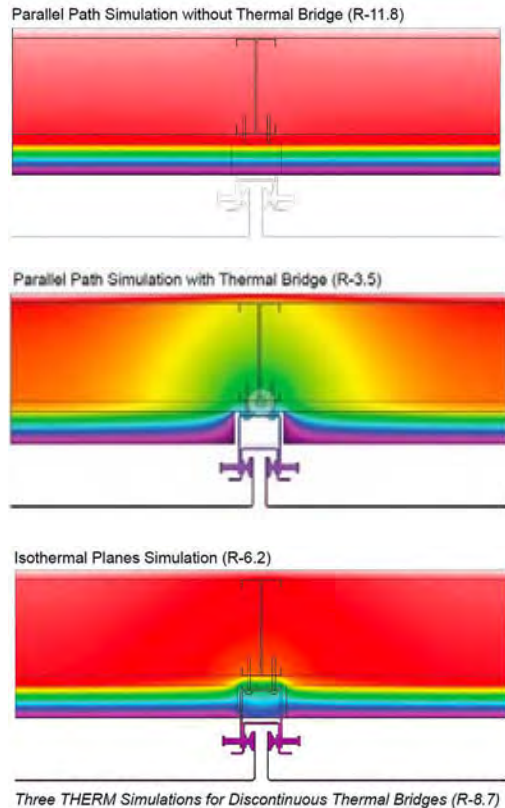 Parallel Path Simulation without Thermal Bridge (R-11.8)
Parallel Path Simulation with Thermal Bridge (R-3.5)
Isothermal Planes Simulation (R-6.2)
Three THERM Simulations for Discontinuous Thermal Bridges (R-8.7)